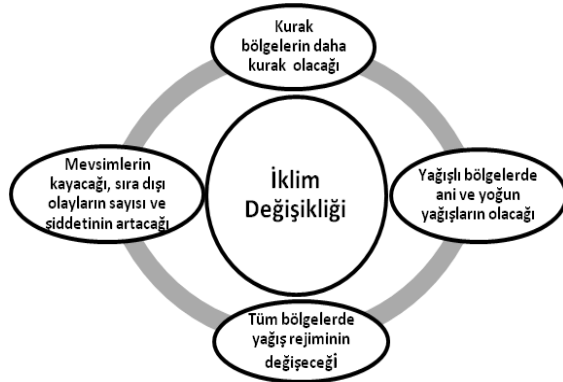 Kurak
bölgelerin daha
kurak olacağı
Mevsimlerin
kayacağı, sıra dışı
olayların sayısı ve
şiddetinin artacağı
İklim
Değişikliği
Yağışlı bölgelerde
ani ve yoğun
yağışların olacağı
Tüm bölgelerde
yağış rejiminin
değişeceği